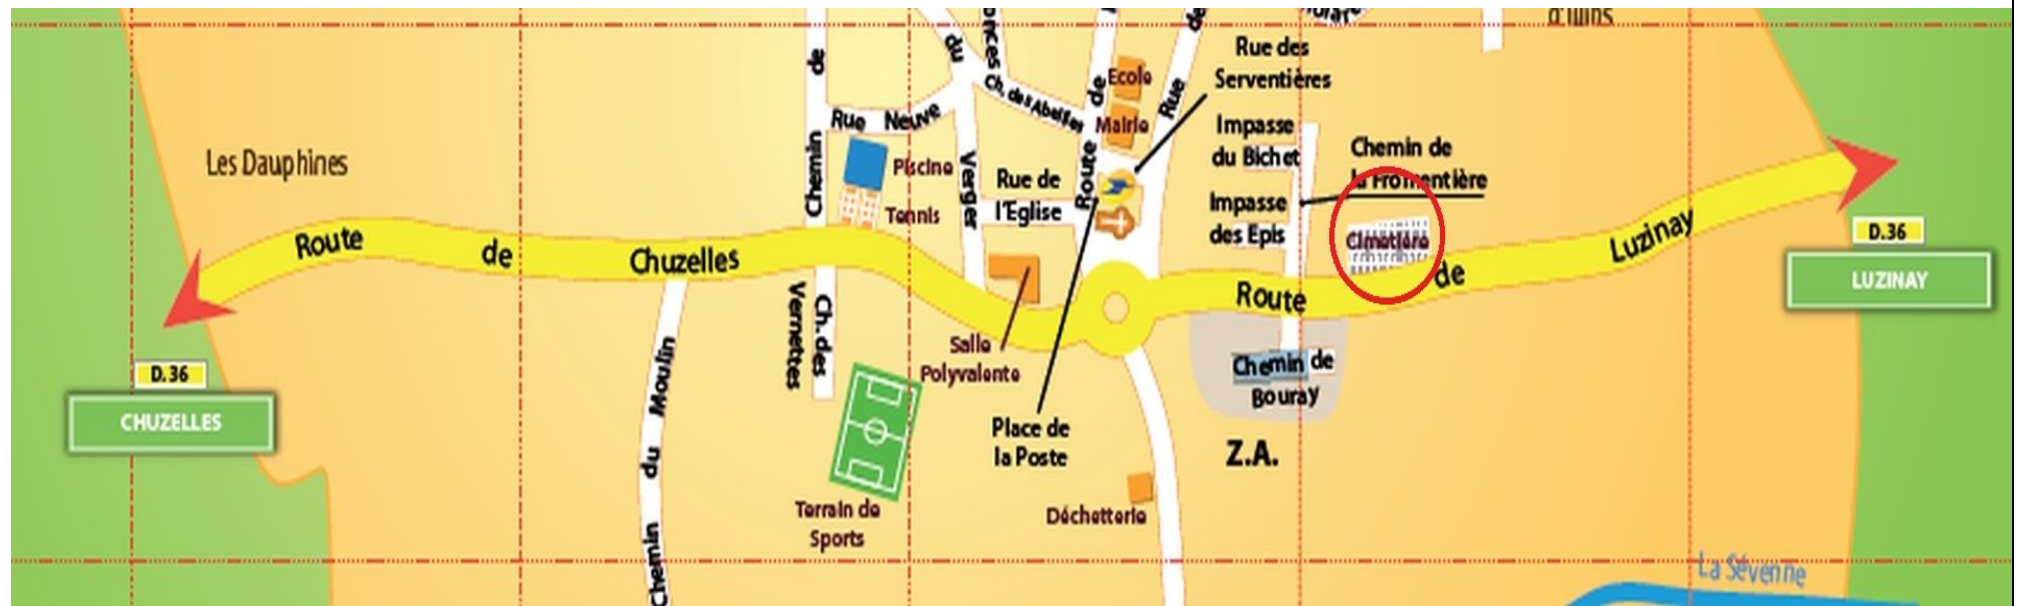 d'Illins
de
du
de
de
Ecole
Rue des
Serventières
Ch. des Abeilles
Rue
Rue Neuve
Mairie
Impasse
du Bichet
Chemin de
la Fromentière
Les Dauphines
Chemin
Piscine
Verger
Rue de
l'Eglise
Route
Impasse
des Epis
Tennis
Cimetière
Route de Chuzelles
Route de Luzinay
D.36
LUZINAY
Ch. des
Vernettes
Salle
Polyvalente
Chemin de
Bouray
D.36
CHUZELLES
Chemin du Moulin
Place de
la Poste
Z.A.
Terrain de
Sports
Déchetterie
La Sévenne